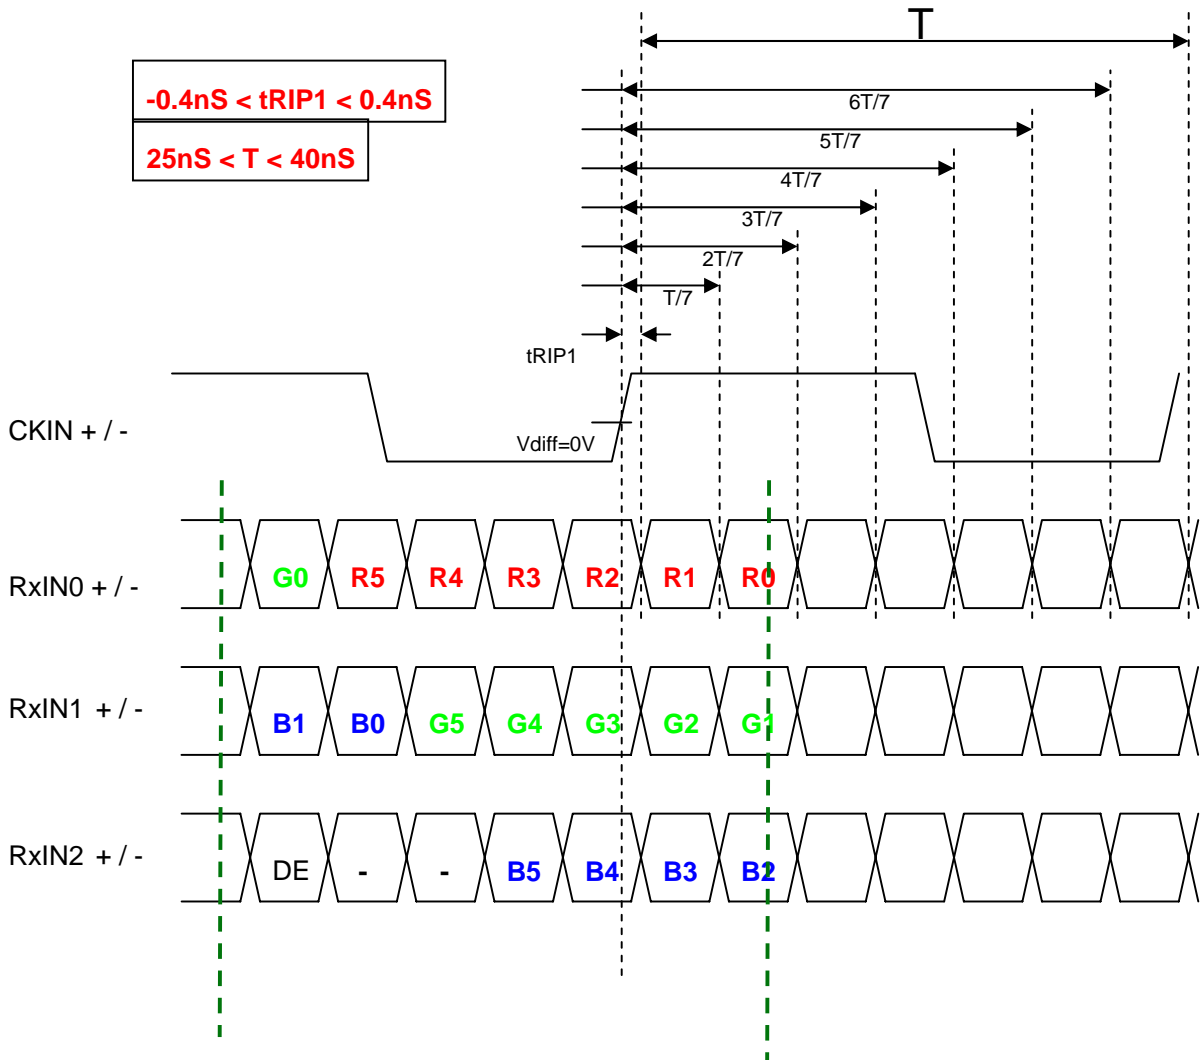 T
-0.4nS < tRIP1 < 0.4nS
25nS < T < 40nS
6T/7
5T/7
4T/7
3T/7
2T/7
T/7
tRIP1
CKIN + / -
Vdiff=0V
RxIN0 + / -
G0 R5 R4 R3 R2 R1 R0
RxIN1 + / -
B1 B0 G5 G4 G3 G2 G1
RxIN2 + / -
DE - - B5 B4 B3 B2